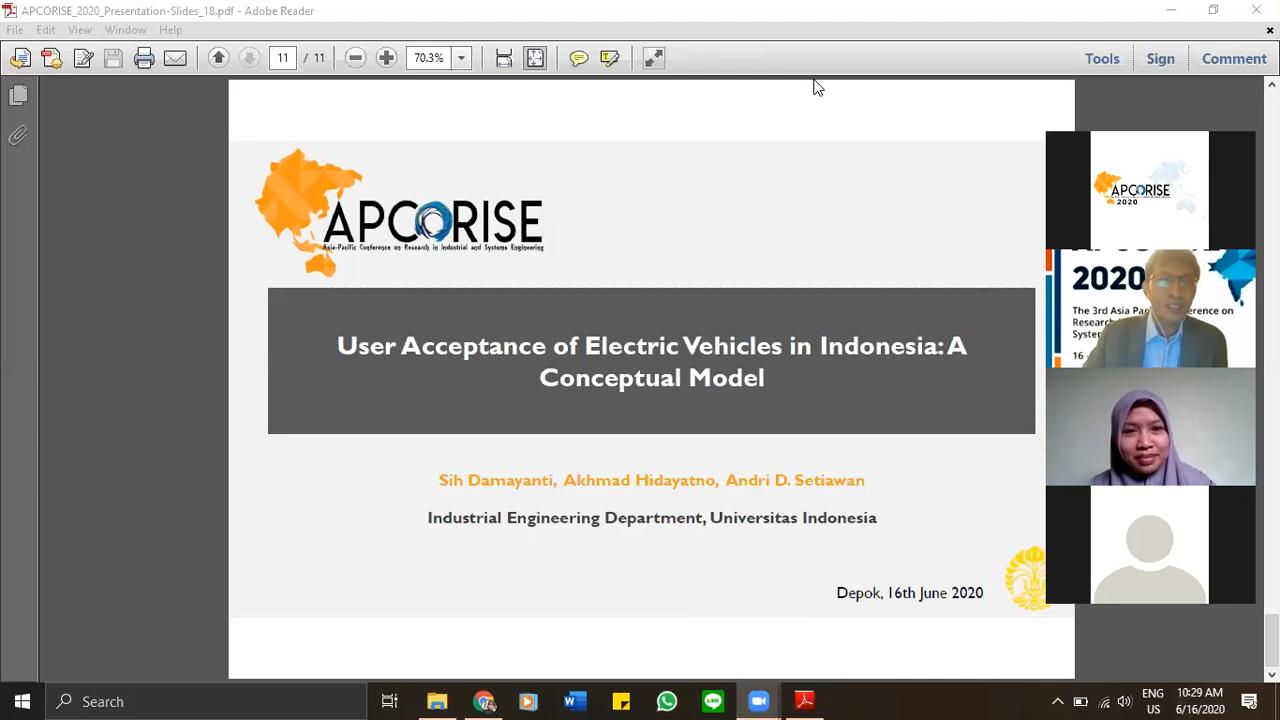 APCORISE_2020_Presentation-Slides_18.pdf - Adobe Reader
File Edit View Window Help
11 / 11 70.3% Tools Sign Comment
APCORISE
Asia-Pacific Conference on Research in Industrial and Systems Engineering
User Acceptance of Electric Vehicles in Indonesia: A
Conceptual Model
Sih Damayanti, Akhmad Hidayatno, Andri D. Setiawan
Industrial Engineering Department, Universitas Indonesia
Depok, 16th June 2020
APCORISE
2020
2020
The 3rd Asia
Research
16
Search
ENG
US
10:29 AM
6/16/2020